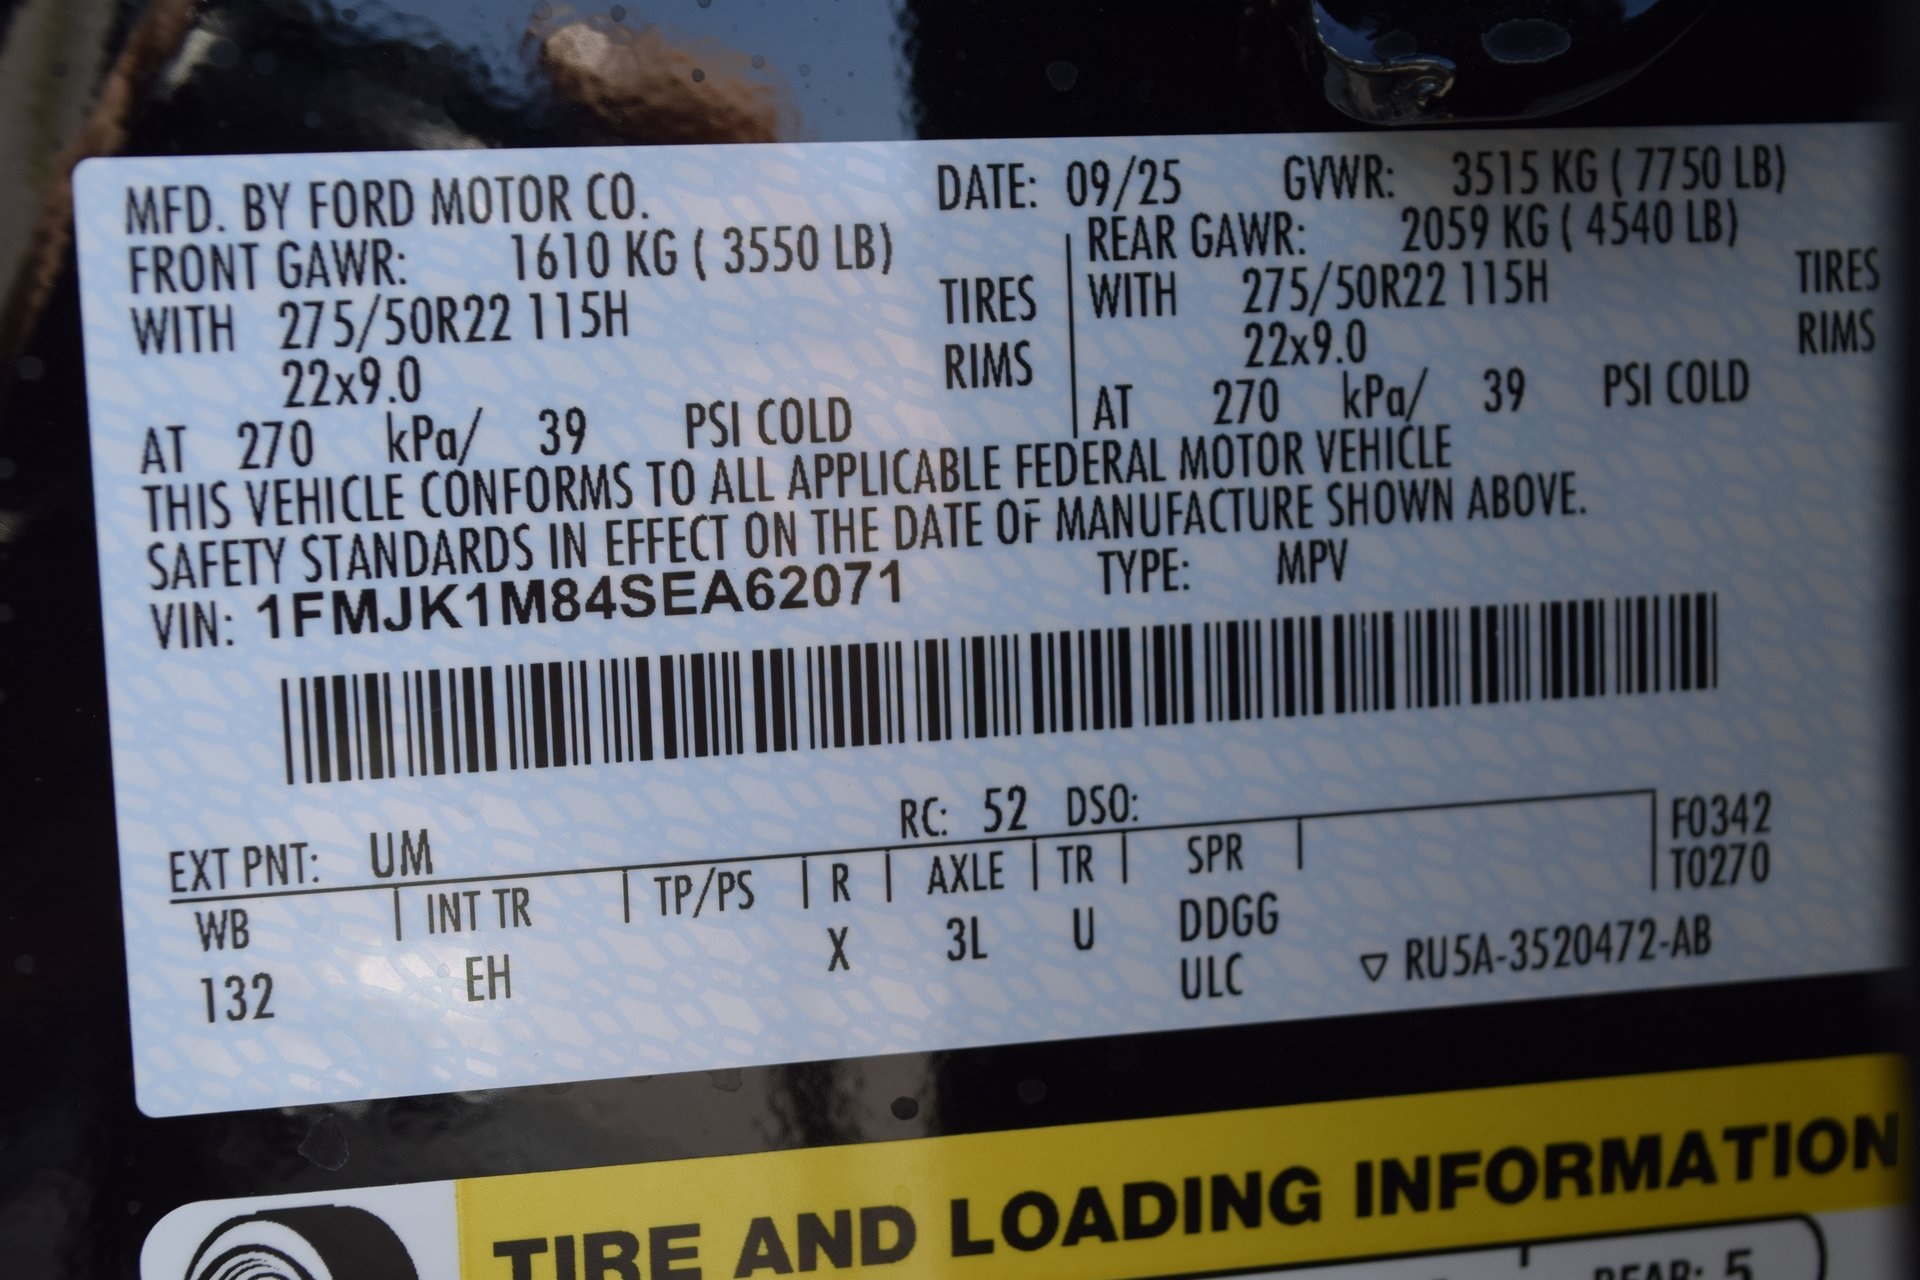 MFD. BY FORD MOTOR CO. DATE: 09/25 GVWR: 3515 KG ( 7750 LB)
FRONT GAWR: 1610 KG ( 3550 LB) REAR GAWR: 2059 KG ( 4540 LB)
WITH 275/50R22 115H TIRES WITH 275/50R22 115H TIRES
22x9.0 RIMS 22x9.0 RIMS
AT 270 kPa/ 39 PSI COLD AT 270 kPa/ 39 PSI COLD
THIS VEHICLE CONFORMS TO ALL APPLICABLE FEDERAL MOTOR VEHICLE
SAFETY STANDARDS IN EFFECT ON THE DATE OF MANUFACTURE SHOWN ABOVE.
VIN: 1FMJK1M84SEA62071 TYPE: MPV
EXT PNT: UM RC: 52 DSO: F0342
WB INT TR TP/PS R AXLE TR SPR T0270
132 EH X 3L U DDGG
ULC ▽ RU5A-3520472-AB
TIRE AND LOADING INFORMATION
REAR: 5